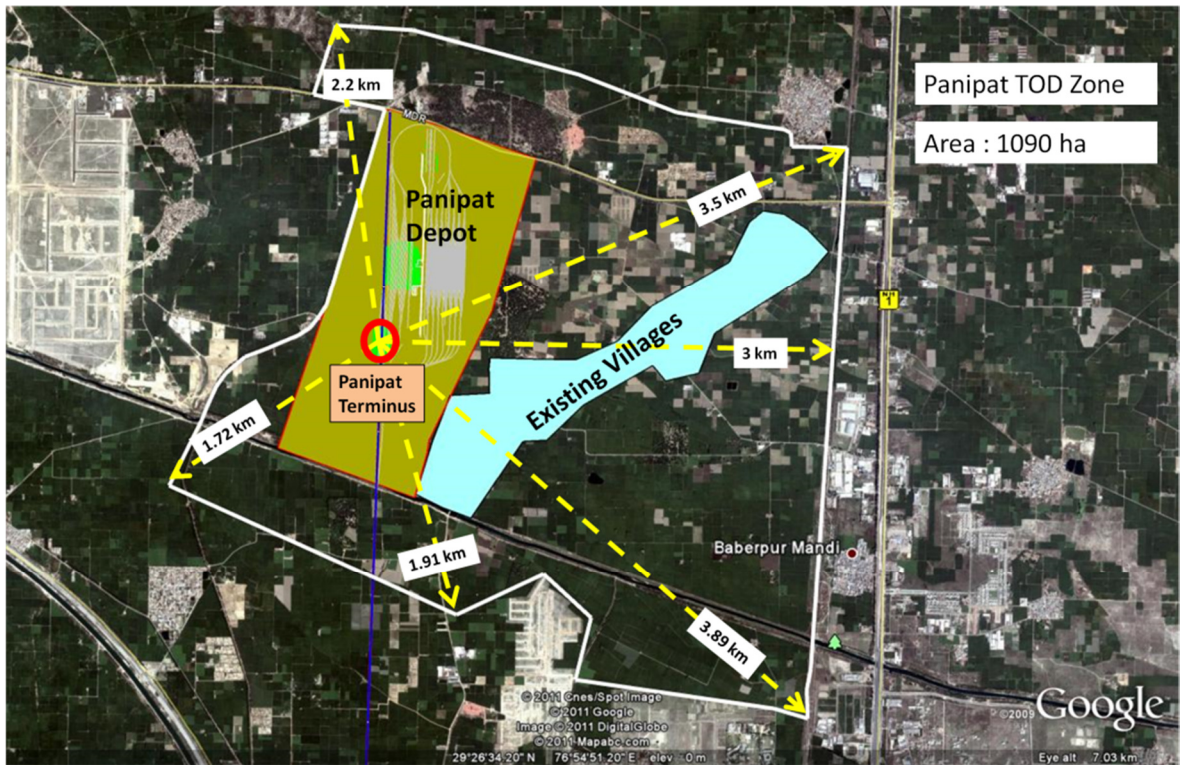 2.2 km
Panipat TOD Zone
Area : 1090 ha
MDR
Panipat
Depot
3.5 km
NH
1
3 km
Existing Villages
Panipat
Terminus
1.72 km
1.91 km
Baberpur Mandi
3.89 km
© 2011 Cnes/Spot Image
© 2011 Google
Image © 2011 DigitalGlobe
© 2011 Mapabc.com
©2009 Google
29°26'34.20" N 76°54'51.20" E elev 0 m
Eye alt 7.03 km